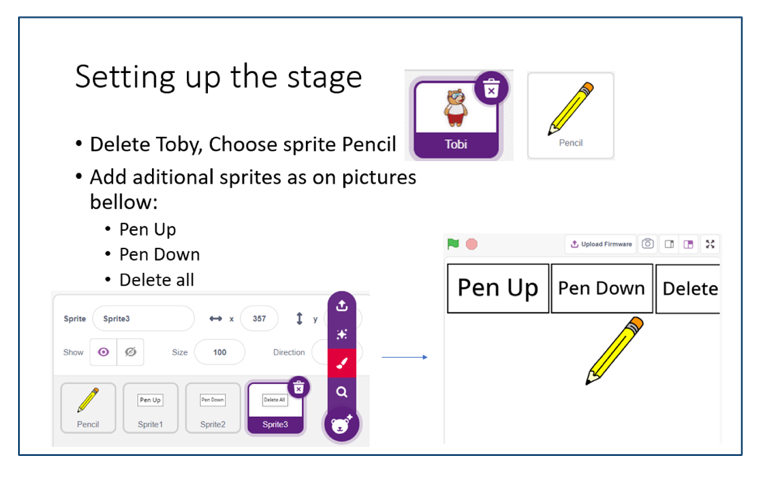 Setting up the stage
Tobi
Pencil
• Delete Toby, Choose sprite Pencil
• Add aditional sprites as on pictures
bellow:
• Pen Up
• Pen Down
• Delete all
Upload Firmware
Pen Up
Pen Down
Delete
Sprite
Sprite3
x
357
y
Show
Size
100
Direction
Pen Up
Pen Down
Delete All
Pencil
Sprite1
Sprite2
Sprite3